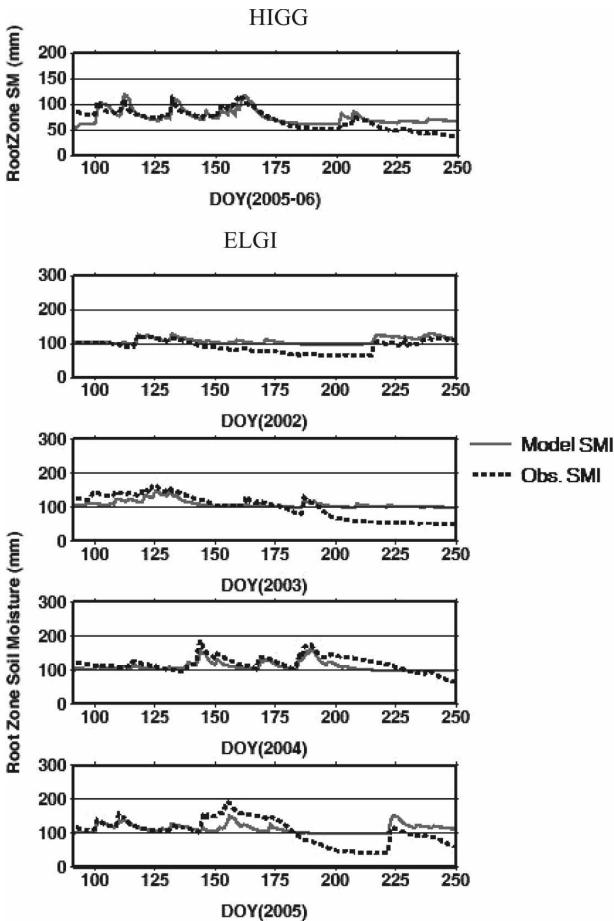 HIGG
RootZone SM (mm)
200
150
100
50
0
100 125 150 175 200 225 250
DOY(2005-06)
ELGI
Root Zone Soil Moisture (mm)
300
200
100
0
100 125 150 175 200 225 250
DOY(2002)
Model SMI
Obs. SMI
300
200
100
0
100 125 150 175 200 225 250
DOY(2003)
300
200
100
0
100 125 150 175 200 225 250
DOY(2004)
300
200
100
0
100 125 150 175 200 225 250
DOY(2005)